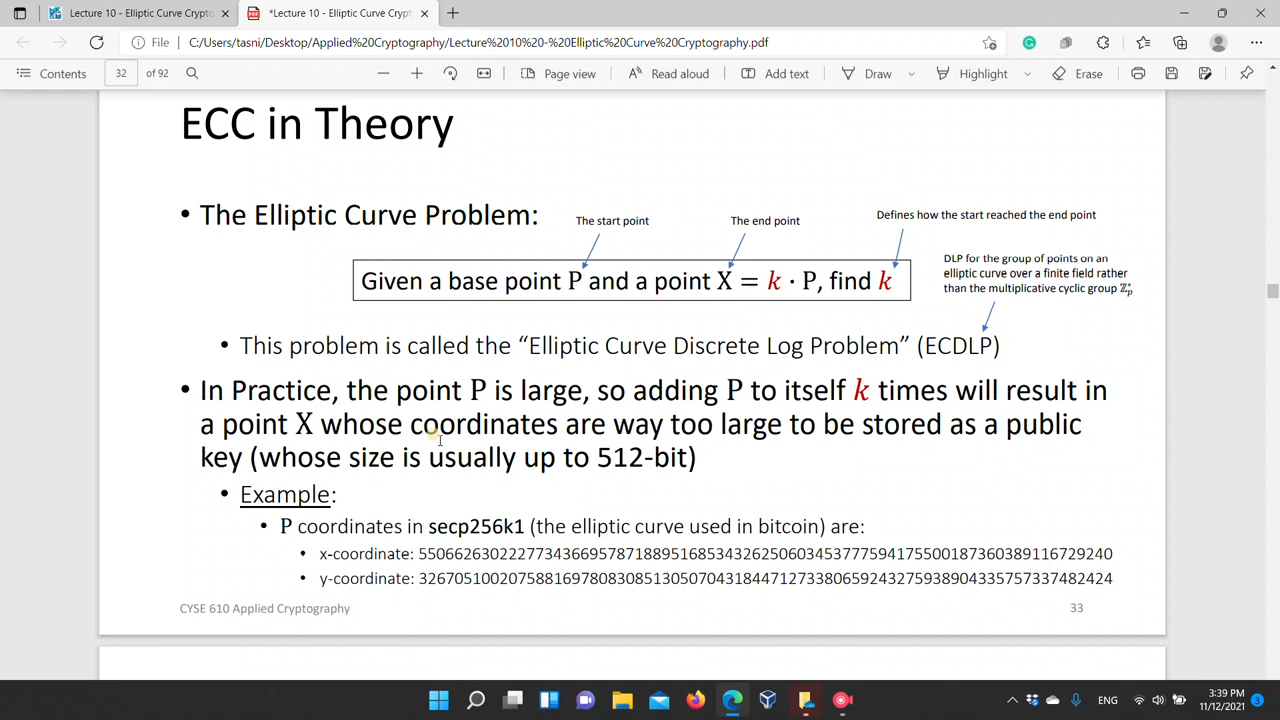 Lecture 10 - Elliptic Curve Crypto
*Lecture 10 - Elliptic Curve Crypt
File
C:/Users/tasni/Desktop/Applied%20Cryptography/Lecture%2010%20-%20Elliptic%20Curve%20Cryptography.pdf
Contents
32
of 92
Page view
Read aloud
Add text
Draw
Highlight
Erase
ECC in Theory
• The Elliptic Curve Problem:
The start point
The end point
Defines how the start reached the end point
Given a base point P and a point X = k · P, find k
DLP for the group of points on an
elliptic curve over a finite field rather
than the multiplicative cyclic group ℤ*p
• This problem is called the “Elliptic Curve Discrete Log Problem” (ECDLP)
• In Practice, the point P is large, so adding P to itself k times will result in
a point X whose coordinates are way too large to be stored as a public
key (whose size is usually up to 512-bit)
• Example:
• P coordinates in secp256k1 (the elliptic curve used in bitcoin) are:
• x-coordinate: 55066263022277343669578718895168534326250603453777594175500187360389116729240
• y-coordinate: 32670510020758816978083085130507043184471273380659243275938904335757337482424
CYSE 610 Applied Cryptography
33
ENG
3:39 PM
11/12/2021
3